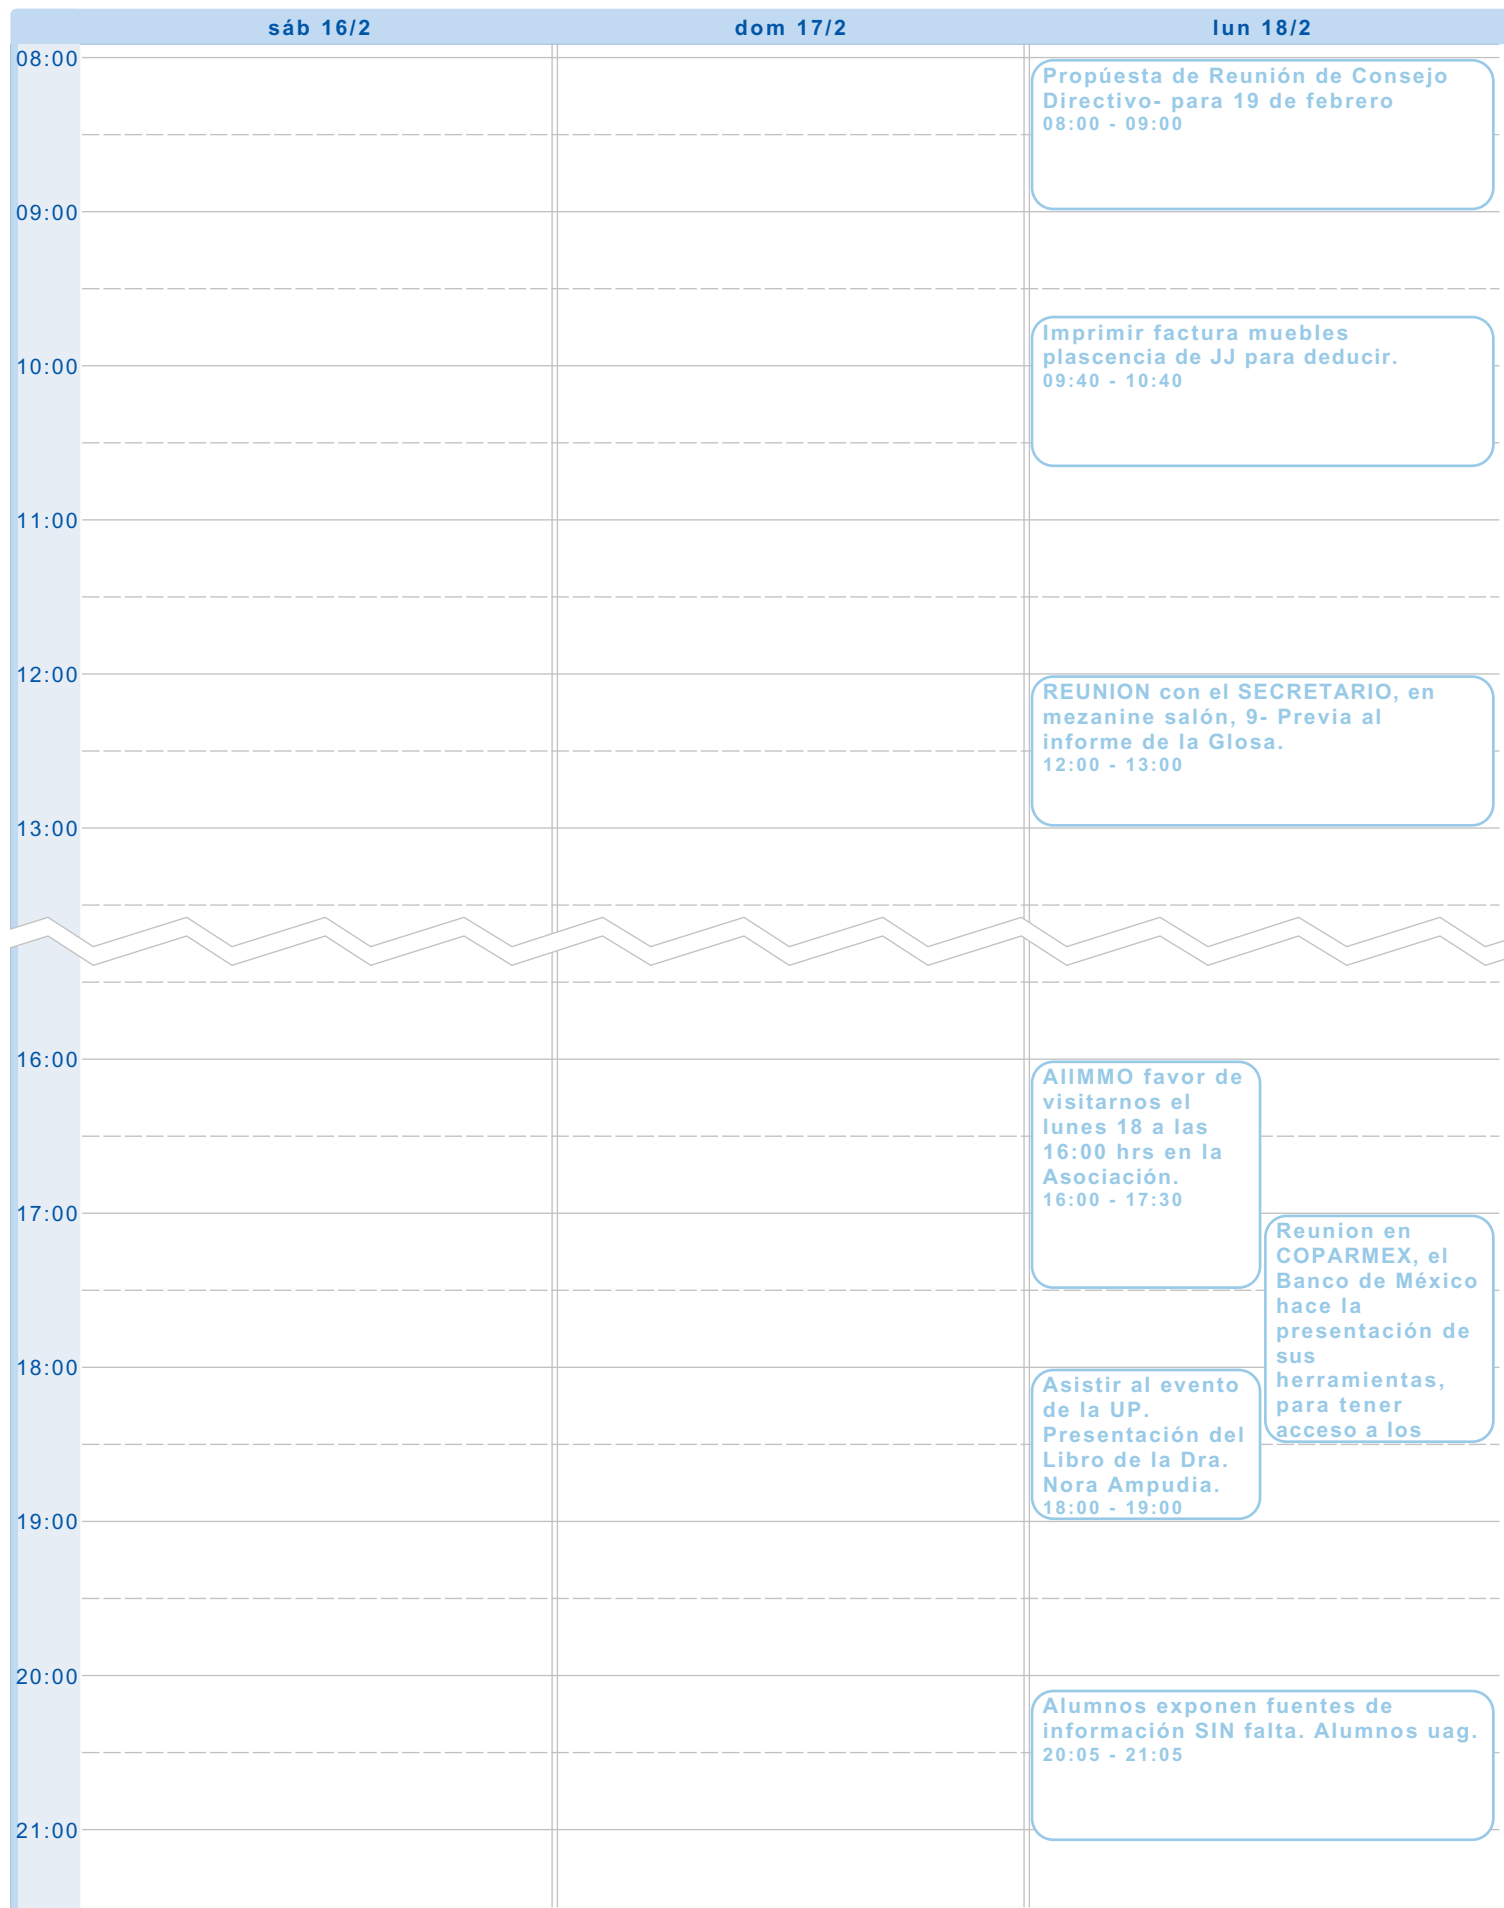 sáb 16/2
dom 17/2
lun 18/2
08:00
Propúesta de Reunión de Consejo
Directivo- para 19 de febrero
08:00 - 09:00
09:00
Imprimir factura muebles
plascencia de JJ para deducir.
09:40 - 10:40
10:00
11:00
12:00
REUNION con el SECRETARIO, en
mezanine salón, 9- Previa al
informe de la Glosa.
12:00 - 13:00
13:00
16:00
AIIMMO favor de
visitarnos el
lunes 18 a las
16:00 hrs en la
Asociación.
16:00 - 17:30
17:00
Reunion en
COPARMEX, el
Banco de México
hace la
presentación de
sus
herramientas,
para tener
acceso a los
18:00
Asistir al evento
de la UP.
Presentación del
Libro de la Dra.
Nora Ampudia.
18:00 - 19:00
19:00
20:00
Alumnos exponen fuentes de
información SIN falta. Alumnos uag.
20:05 - 21:05
21:00